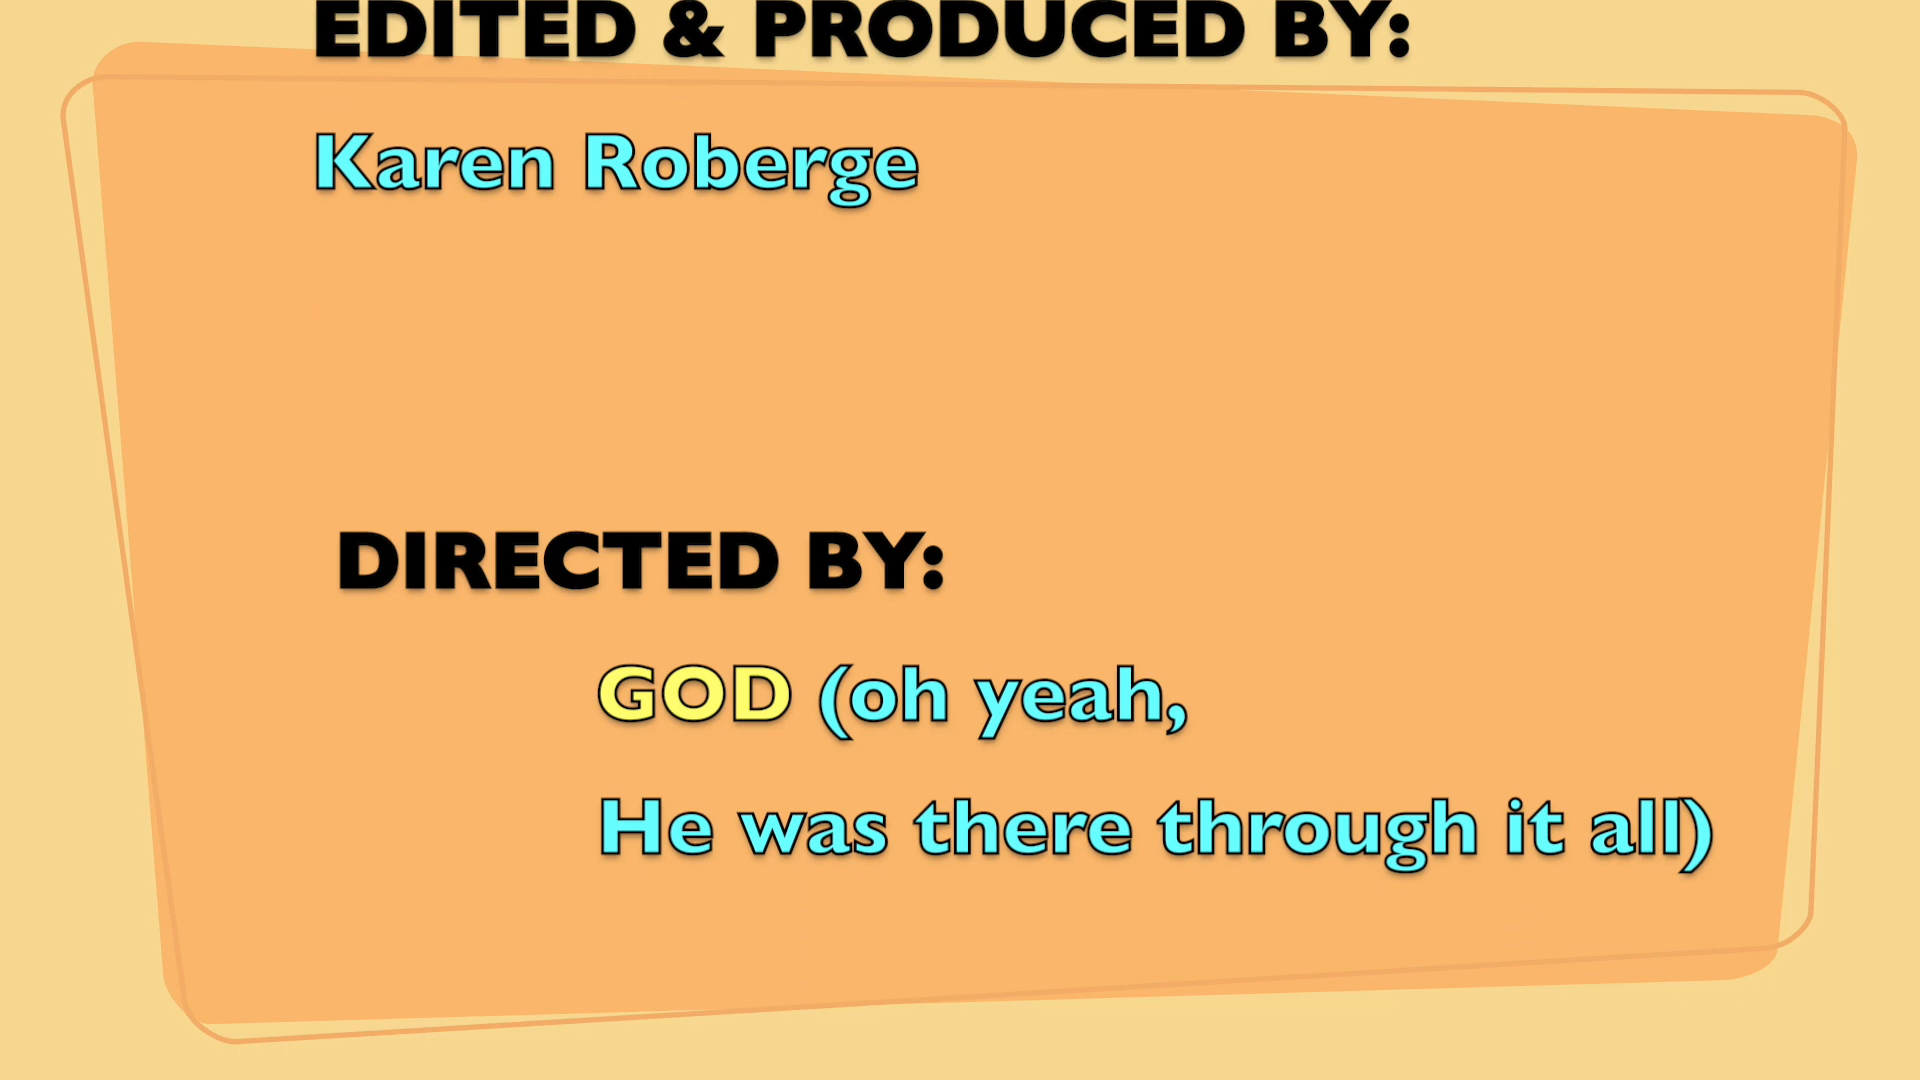 EDITED & PRODUCED BY:
Karen Roberge
DIRECTED BY:
GOD (oh yeah,
He was there through it all)